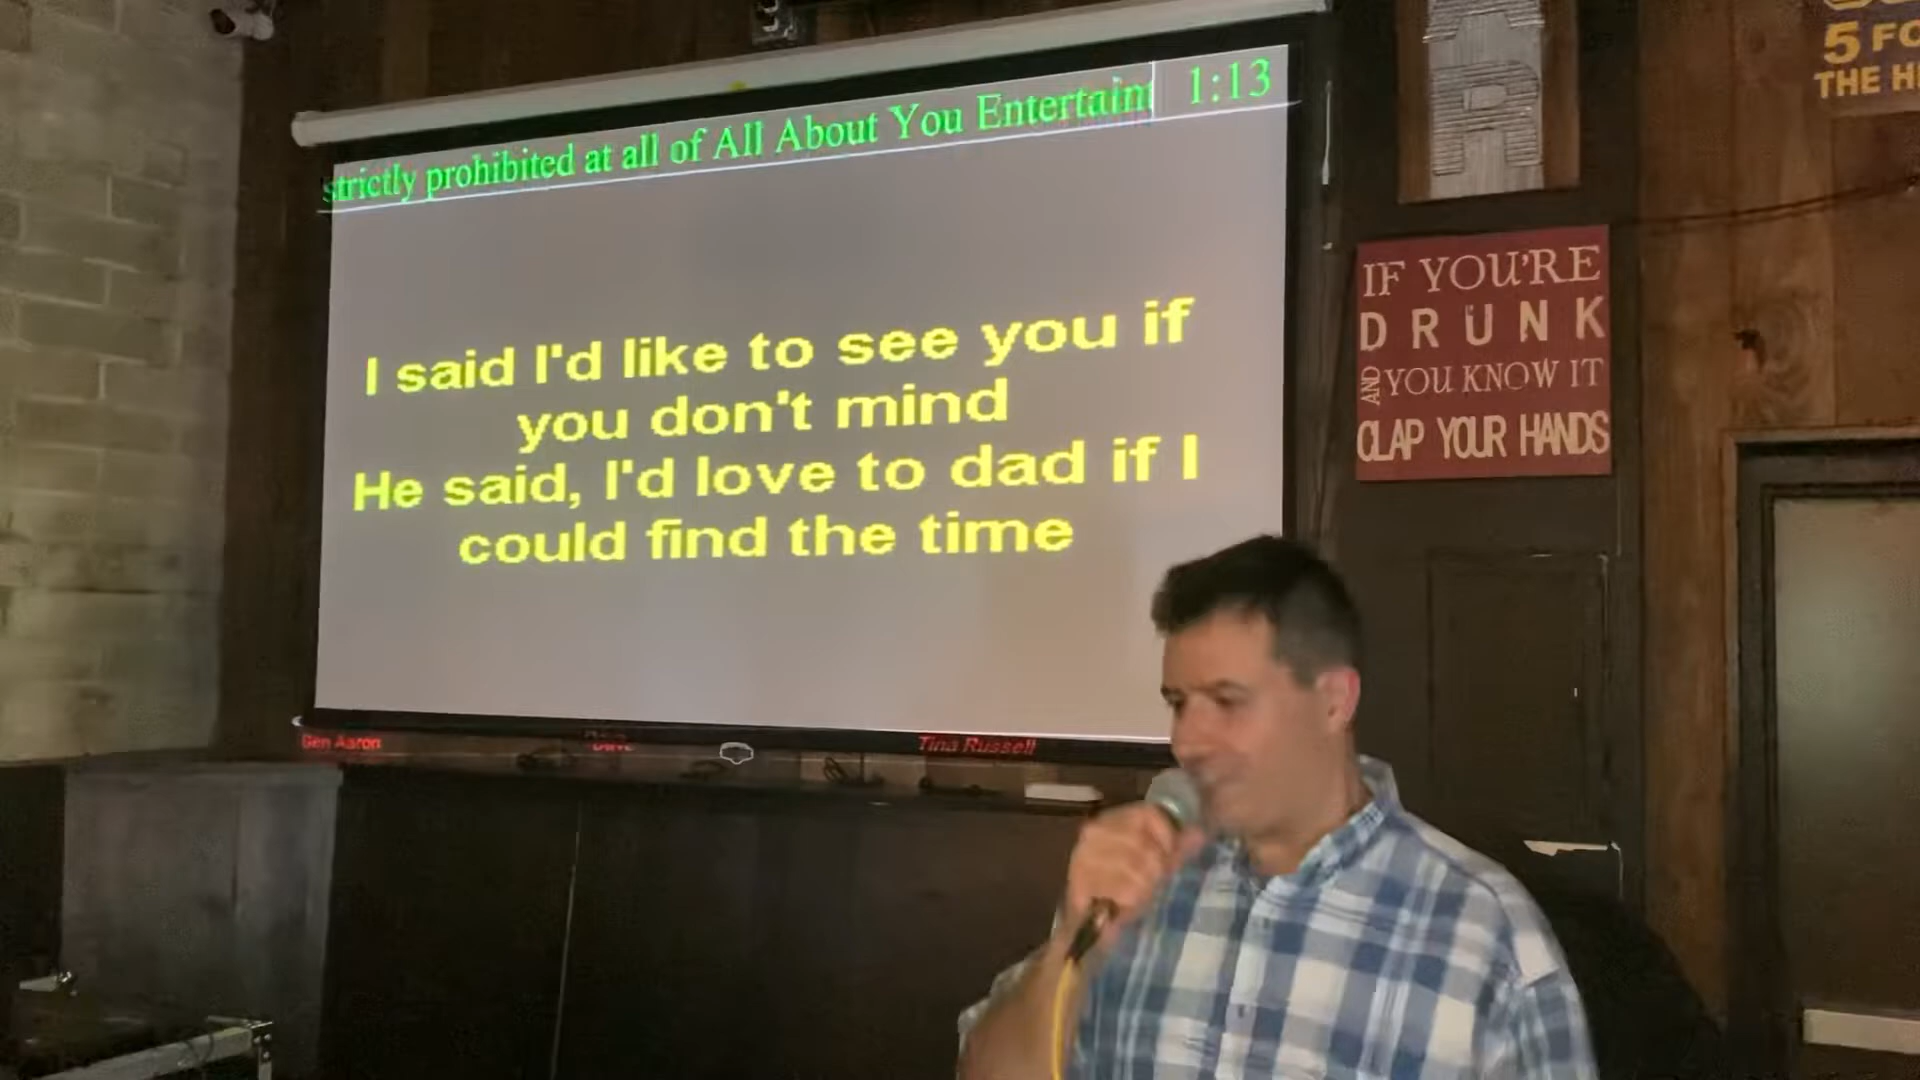 strictly prohibited at all of All About You Entertain
1:13
I said I'd like to see you if
you don't mind
He said, I'd love to dad if I
could find the time
Tina Russell
IF YOU'RE
DRUNK
AND YOU KNOW IT
CLAP YOUR HANDS
5 FO
THE H